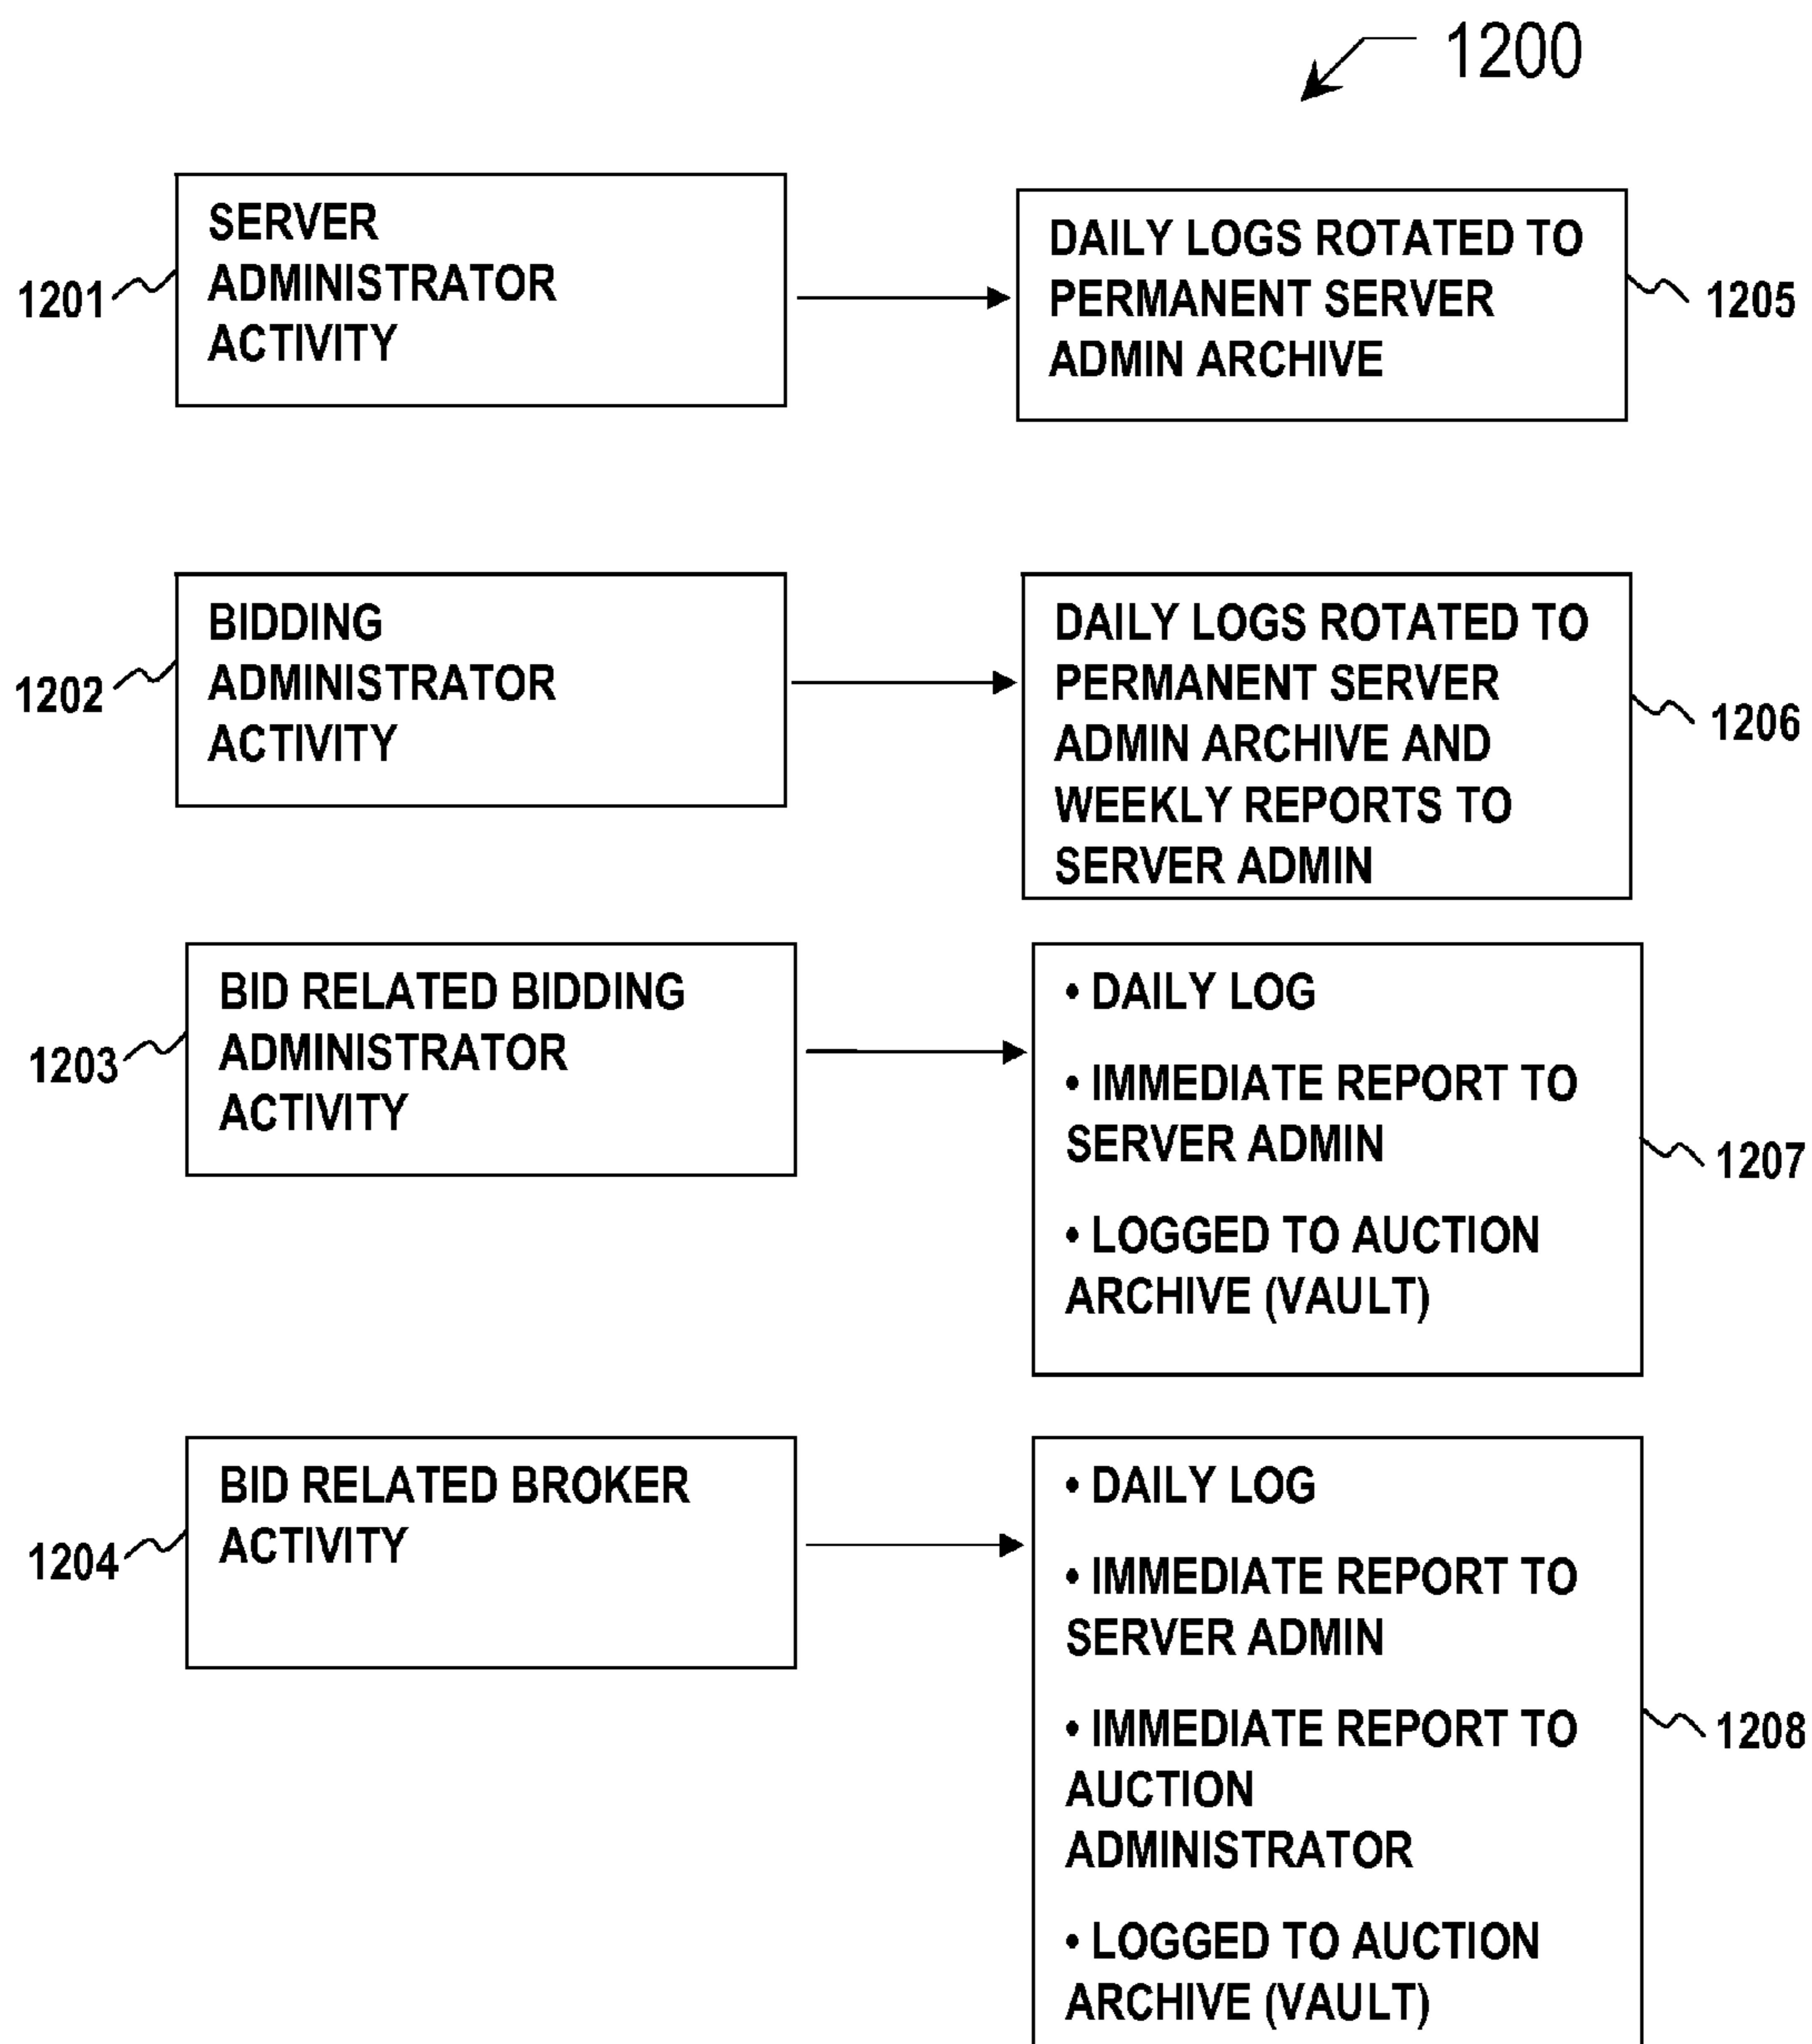 1200
1201
SERVER
ADMINISTRATOR
ACTIVITY
DAILY LOGS ROTATED TO
PERMANENT SERVER
ADMIN ARCHIVE
1205
1202
BIDDING
ADMINISTRATOR
ACTIVITY
DAILY LOGS ROTATED TO
PERMANENT SERVER
ADMIN ARCHIVE AND
WEEKLY REPORTS TO
SERVER ADMIN
1206
1203
BID RELATED BIDDING
ADMINISTRATOR
ACTIVITY
• DAILY LOG
• IMMEDIATE REPORT TO
SERVER ADMIN
• LOGGED TO AUCTION
ARCHIVE (VAULT)
1207
1204
BID RELATED BROKER
ACTIVITY
• DAILY LOG
• IMMEDIATE REPORT TO
SERVER ADMIN
• IMMEDIATE REPORT TO
AUCTION
ADMINISTRATOR
• LOGGED TO AUCTION
ARCHIVE (VAULT)
1208